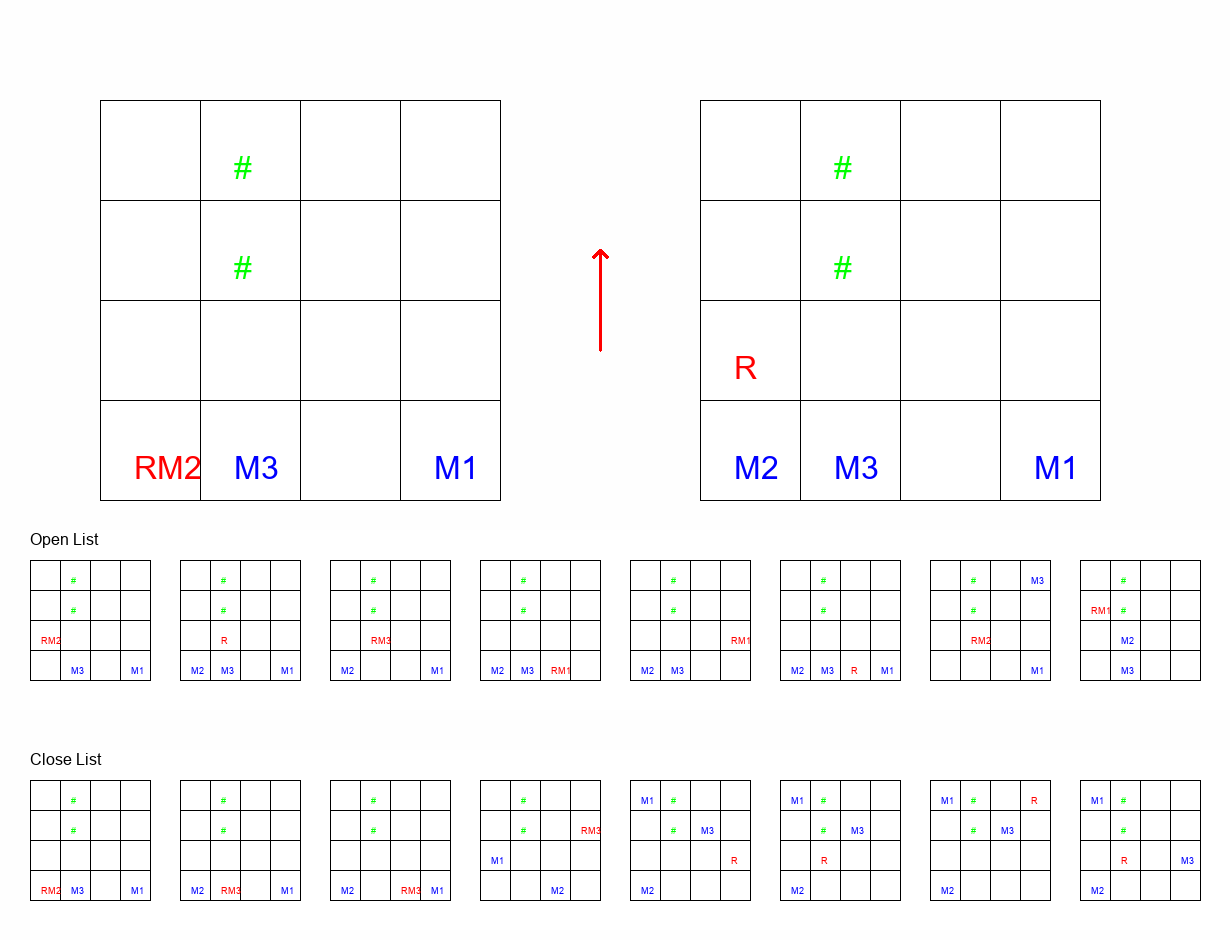 # #
# #
R
RM2 M3 M1 M2 M3 M1
Open List
# # # # # # # M3 #
# # # # # # # RM1 #
RM2 R RM3 RM1 RM2 M2
M3 M1 M2 M3 M1 M2 M1 M2 M3 RM1 M2 M3 M2 M3 R M1 M1 M3
Close List
# # # # M1 # M1 # M1 # R M1 #
# # # # RM3 # M3 # M3 # M3 #
M1 R R R M3
RM2 M3 M1 M2 RM3 M1 M2 RM3 M1 M2 M2 M2 M2 M2